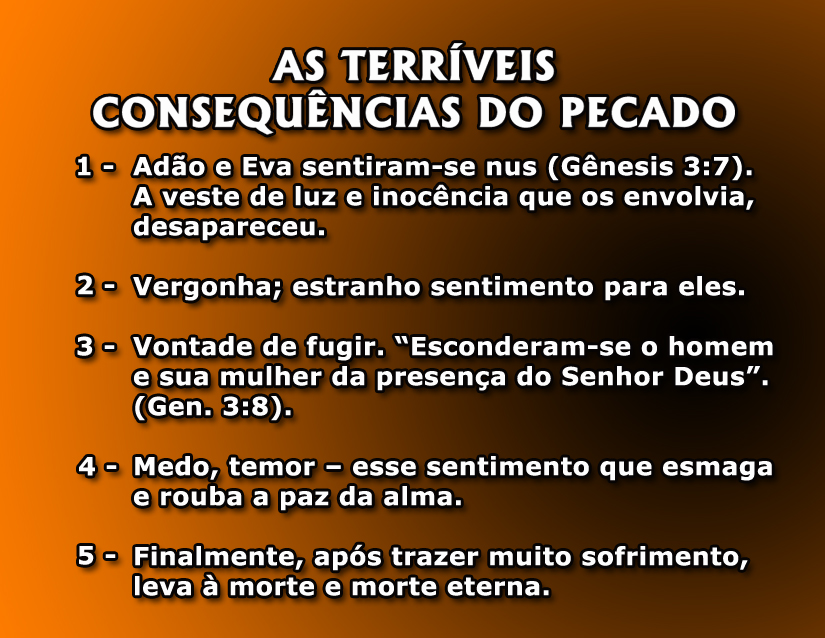 AS TERRÍVEIS
CONSEQUÊNCIAS DO PECADO
1 - Adão e Eva sentiram-se nus (Gênesis 3:7).
A veste de luz e inocência que os envolvia,
desapareceu.
2 - Vergonha; estranho sentimento para eles.
3 - Vontade de fugir. “Esconderam-se o homem
e sua mulher da presença do Senhor Deus”.
(Gen. 3:8).
4 - Medo, temor – esse sentimento que esmaga
e rouba a paz da alma.
5 - Finalmente, após trazer muito sofrimento,
leva à morte e morte eterna.